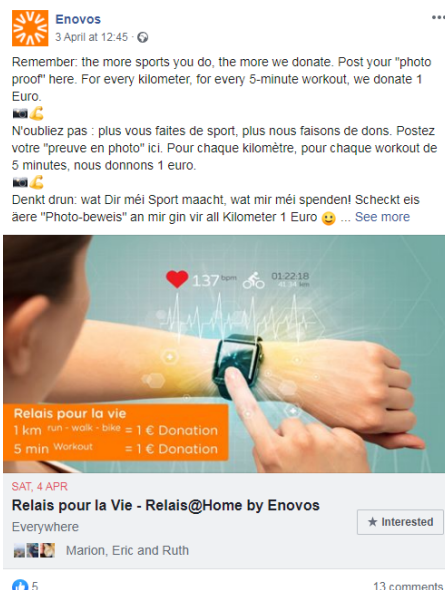 Enovos
3 April at 12:45 ·
Remember: the more sports you do, the more we donate. Post your "photo
proof" here. For every kilometer, for every 5-minute workout, we donate 1
Euro.
📷💪
N'oubliez pas : plus vous faites de sport, plus nous faisons de dons. Postez
votre "preuve en photo" ici. Pour chaque kilomètre, pour chaque workout de
5 minutes, nous donnons 1 euro.
📷💪
Denkt drun: wat Dir méi Sport maacht, wat mir méi spenden! Scheckt eis
äere "Photo-beweis" an mir gin vir all Kilometer 1 Euro 😃 ... See more
137 bpm 01:22:18
km
Relais pour la vie
1 km run - walk - bike = 1 € Donation
5 min Workout = 1 € Donation
SAT, 4 APR
Relais pour la Vie - Relais@Home by Enovos
Everywhere
★ Interested
Marion, Eric and Ruth
5
13 comments